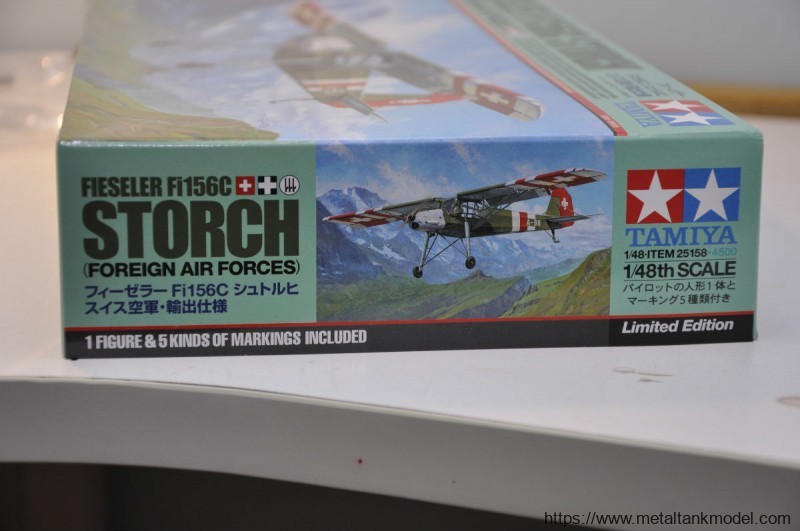 TAMIYA
FIESELER Fi156C
STORCH
(FOREIGN AIR FORCES)
フィーゼラー Fi156C シュトルヒ
スイス空軍・輸出仕様
1 FIGURE & 5 KINDS OF MARKINGS INCLUDED
TAMIYA
1/48・ITEM 25158・4500
1/48th SCALE
パイロットの人形1体と
マーキング5種類付き
Limited Edition
https://www.metaltankmodel.com